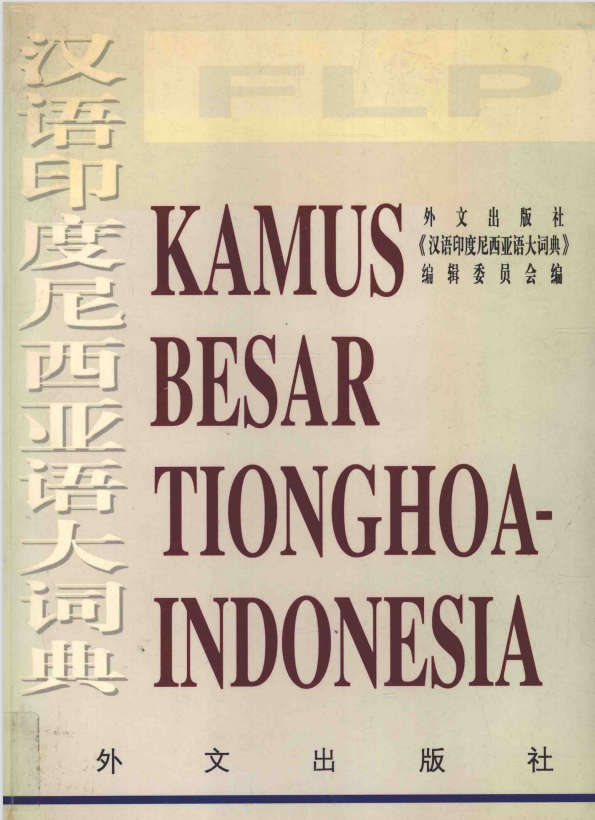 汉语印度尼西亚语大词典
FLP
KAMUS
BESAR
TIONGHOA-
INDONESIA
外文出版社
《汉语印度尼西亚语大词典》
编辑委员会编
外文出版社